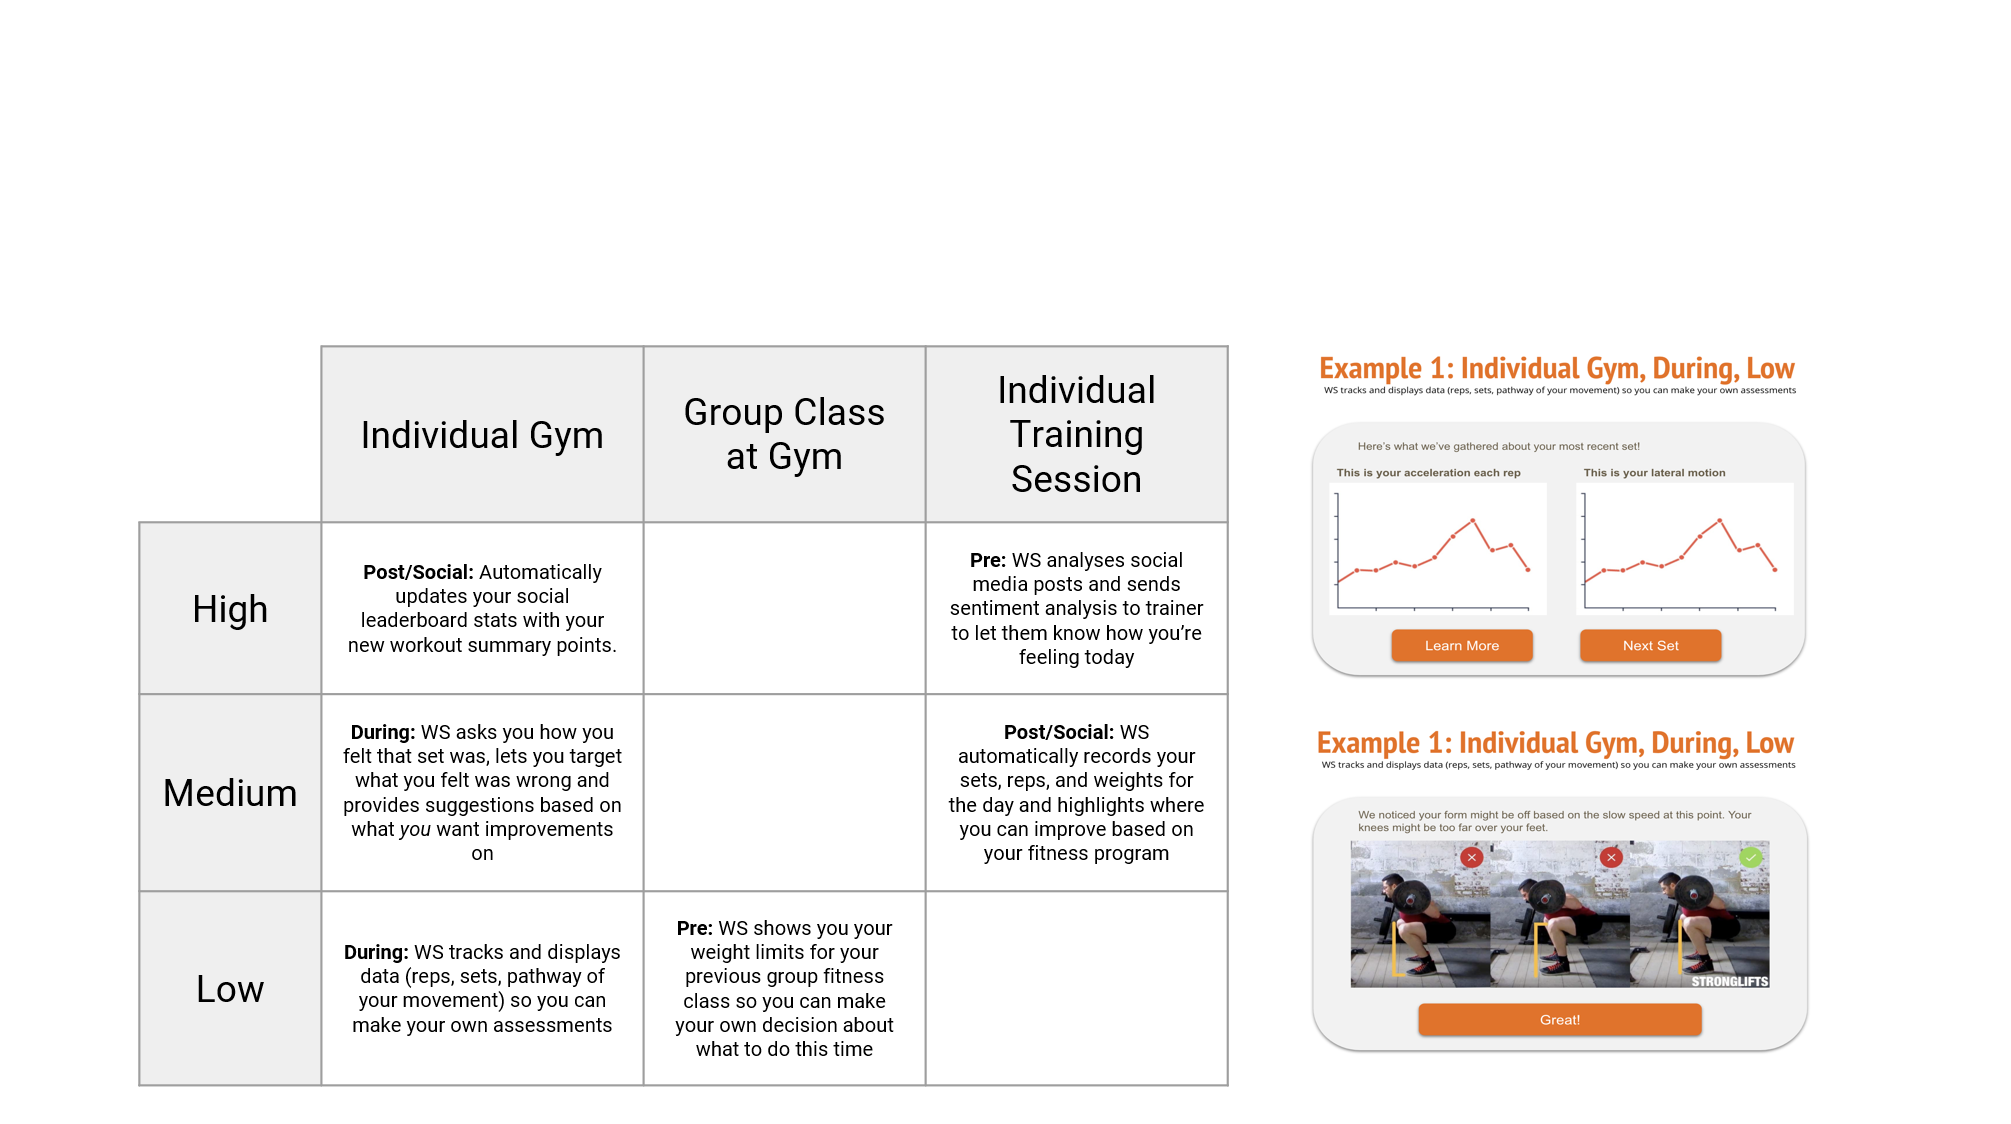 Individual Gym
Group Class
at Gym
Individual
Training
Session
High
Post/Social: Automatically
updates your social
leaderboard stats with your
new workout summary points.
Pre: WS analyses social
media posts and sends
sentiment analysis to trainer
to let them know how you’re
feeling today
Medium
During: WS asks you how you
felt that set was, lets you target
what you felt was wrong and
provides suggestions based on
what you want improvements
on
Post/Social: WS
automatically records your
sets, reps, and weights for
the day and highlights where
you can improve based on
your fitness program
Low
During: WS tracks and displays
data (reps, sets, pathway of
your movement) so you can
make your own assessments
Pre: WS shows you your
weight limits for your
previous group fitness
class so you can make
your own decision about
what to do this time
Example 1: Individual Gym, During, Low
WS tracks and displays data (reps, sets, pathway of your movement) so you can make your own assessments
Here’s what we’ve gathered about your most recent set!
This is your acceleration each rep
This is your lateral motion
Learn More
Next Set
Example 1: Individual Gym, During, Low
WS tracks and displays data (reps, sets, pathway of your movement) so you can make your own assessments
We noticed your form might be off based on the slow speed at this point. Your
knees might be too far over your feet.
STRONGLIFTS
Great!